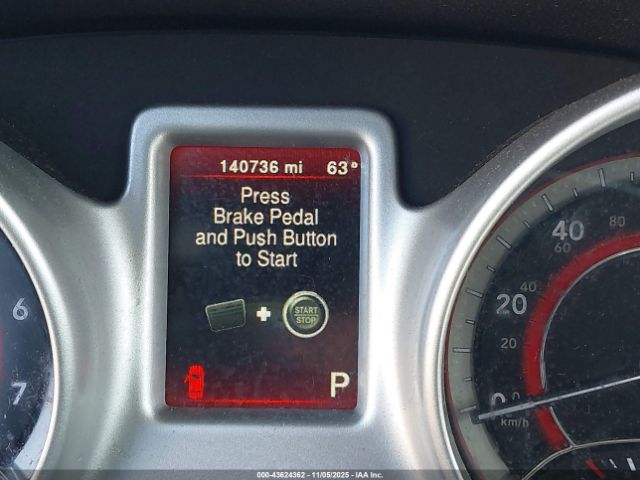 140736 mi 63°
Press
Brake Pedal
and Push Button
to Start
START
STOP
P
6
7
40
80
60
20
40
20
0
km/h
000-43624362 | 11/05/2025 - IAA Inc.